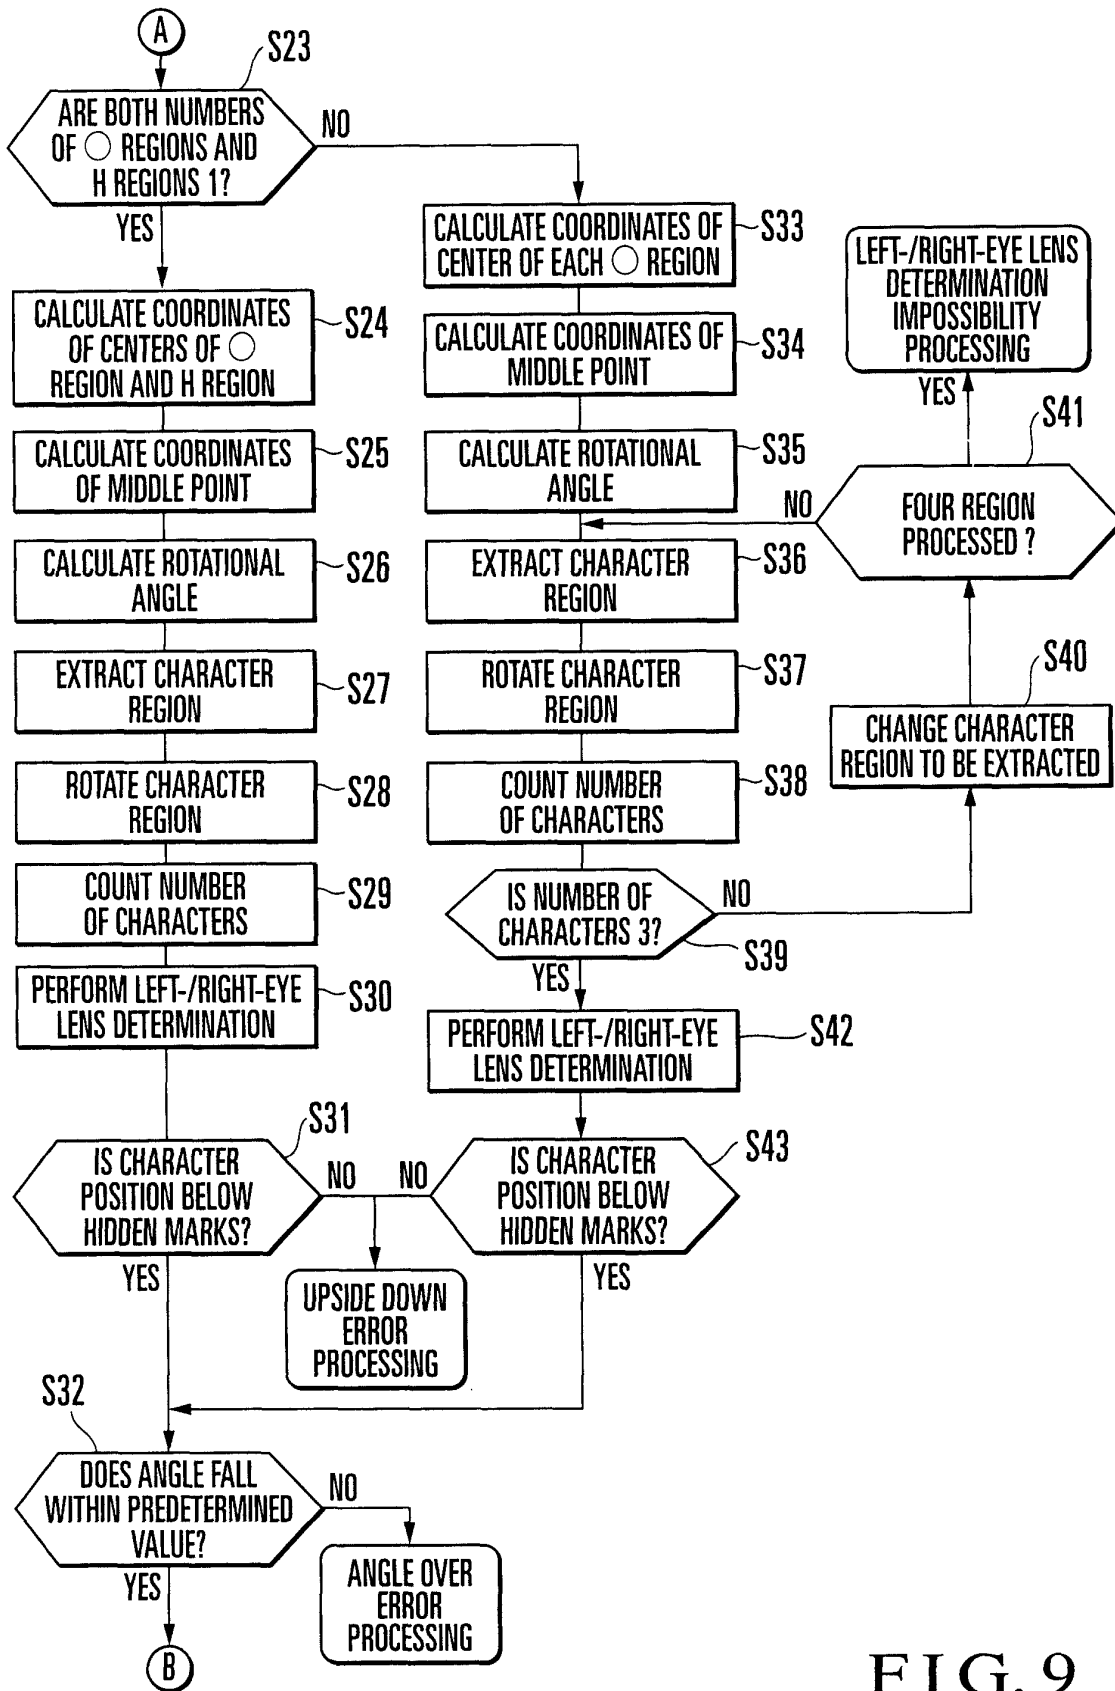 A
S23
ARE BOTH NUMBERS
OF ○ REGIONS AND
H REGIONS 1?
NO
YES
S24
CALCULATE COORDINATES
OF CENTERS OF ○
REGION AND H REGION
S25
CALCULATE COORDINATES
OF MIDDLE POINT
S26
CALCULATE ROTATIONAL
ANGLE
S27
EXTRACT CHARACTER
REGION
S28
ROTATE CHARACTER
REGION
S29
COUNT NUMBER
OF CHARACTERS
S30
PERFORM LEFT-/RIGHT-EYE
LENS DETERMINATION
S31
IS CHARACTER
POSITION BELOW
HIDDEN MARKS?
NO
YES
S33
CALCULATE COORDINATES OF
CENTER OF EACH ○ REGION
S34
CALCULATE COORDINATES OF
MIDDLE POINT
S35
CALCULATE ROTATIONAL
ANGLE
S36
EXTRACT CHARACTER
REGION
S37
ROTATE CHARACTER
REGION
S38
COUNT NUMBER
OF CHARACTERS
IS NUMBER OF
CHARACTERS 3?
S39
NO
YES
S40
CHANGE CHARACTER
REGION TO BE EXTRACTED
S41
FOUR REGION
PROCESSED ?
NO
YES
LEFT-/RIGHT-EYE LENS
DETERMINATION
IMPOSSIBILITY
PROCESSING
S42
PERFORM LEFT-/RIGHT-EYE
LENS DETERMINATION
S43
IS CHARACTER
POSITION BELOW
HIDDEN MARKS?
NO
YES
UPSIDE DOWN
ERROR
PROCESSING
S32
DOES ANGLE FALL
WITHIN PREDETERMINED
VALUE?
NO
YES
ANGLE OVER
ERROR
PROCESSING
B
FIG. 9